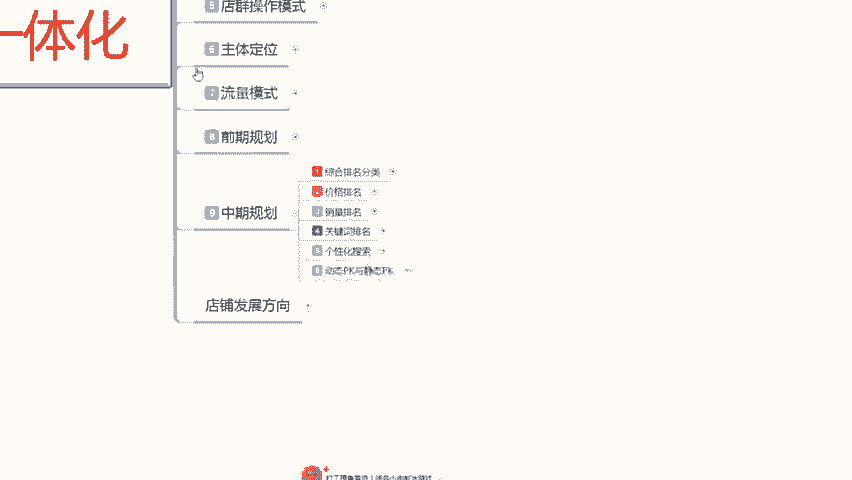 一体化
5 店群操作模式
6 主体定位
7 流量模式
8 前期规划
9 中期规划
1 综合排名分类
2 价格排名
3 销量排名
4 关键词排名
5 个性化搜索
6 动态PK与静态PK
店铺发展方向